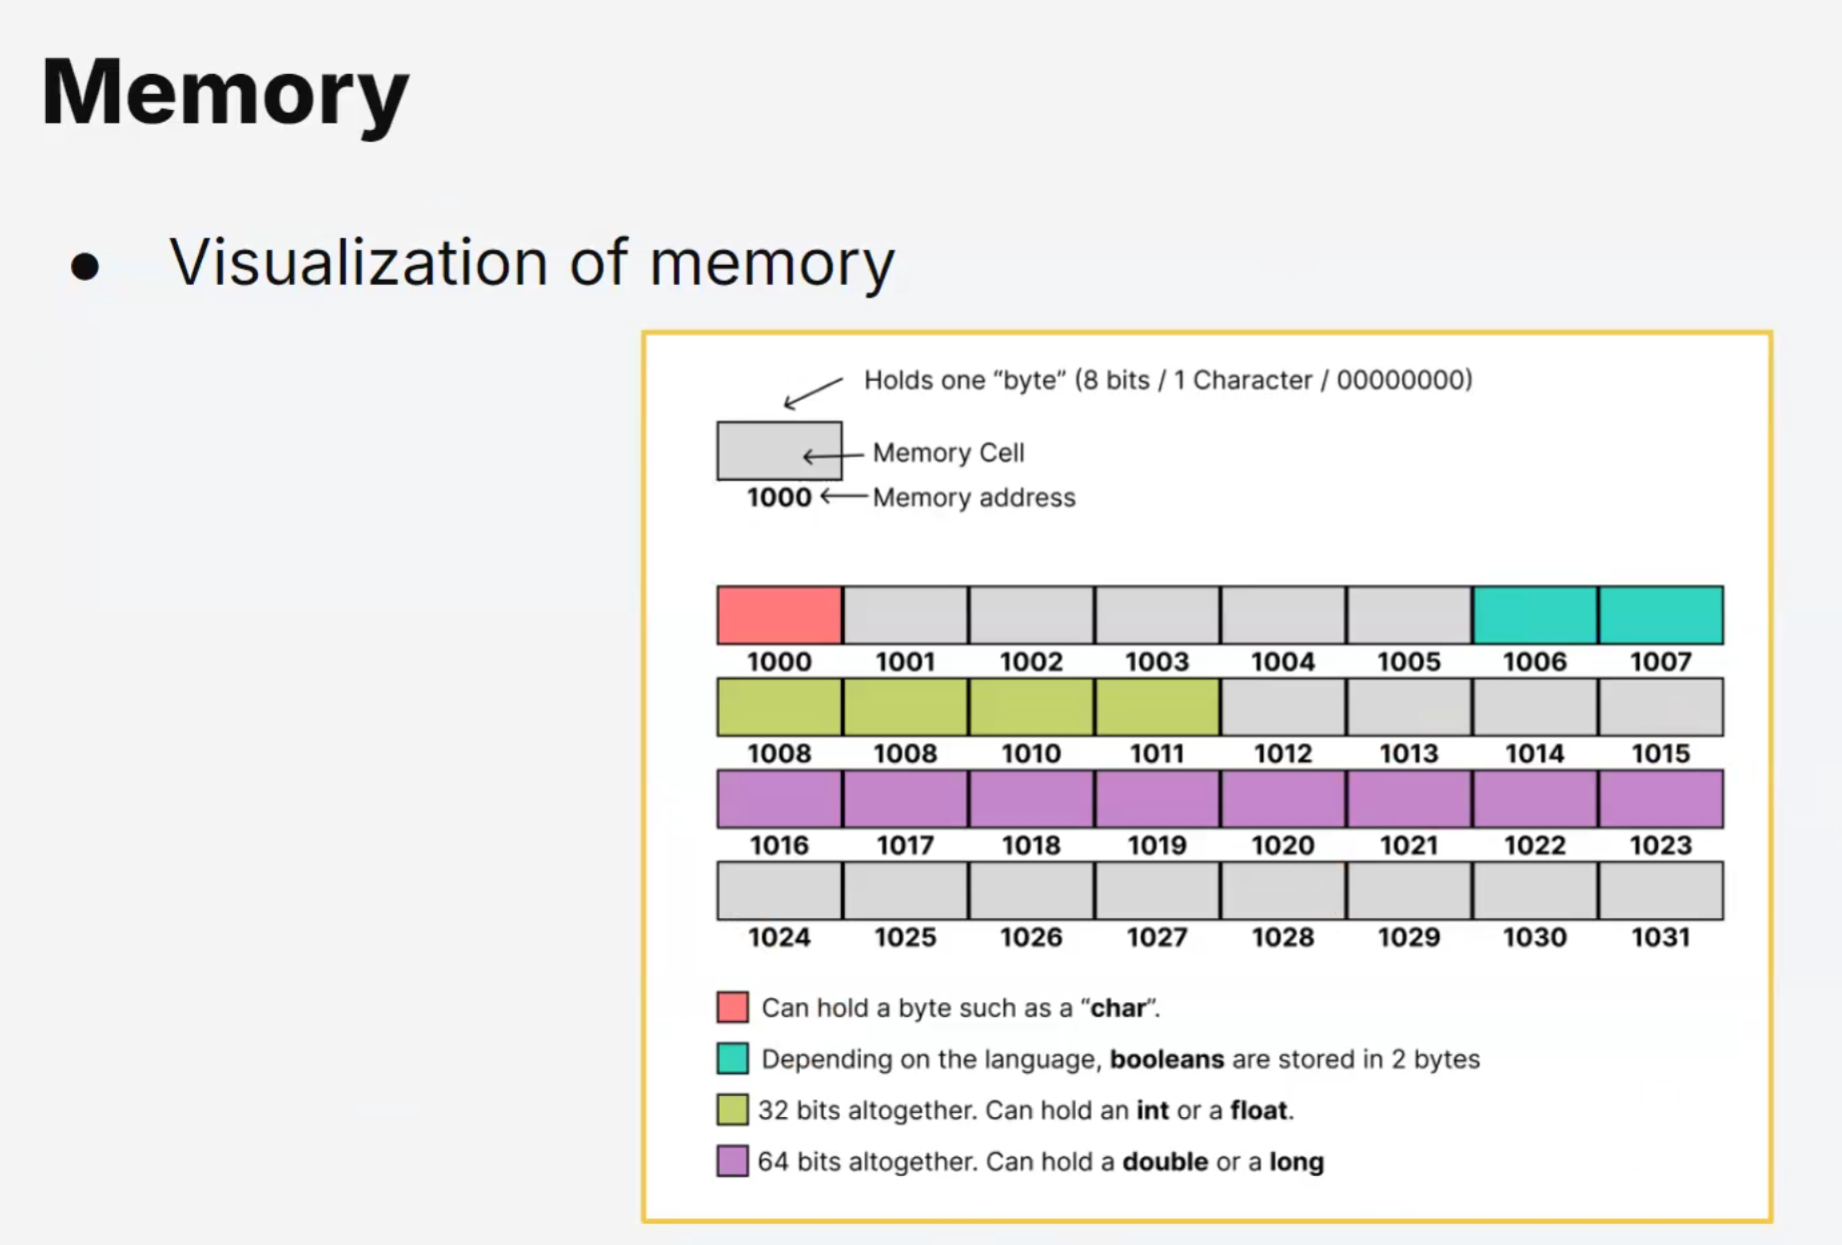 Memory
● Visualization of memory
Holds one “byte” (8 bits / 1 Character / 00000000)
Memory Cell
1000 Memory address
1000 1001 1002 1003 1004 1005 1006 1007
1008 1008 1010 1011 1012 1013 1014 1015
1016 1017 1018 1019 1020 1021 1022 1023
1024 1025 1026 1027 1028 1029 1030 1031
Can hold a byte such as a “char”.
Depending on the language, booleans are stored in 2 bytes
32 bits altogether. Can hold an int or a float.
64 bits altogether. Can hold a double or a long